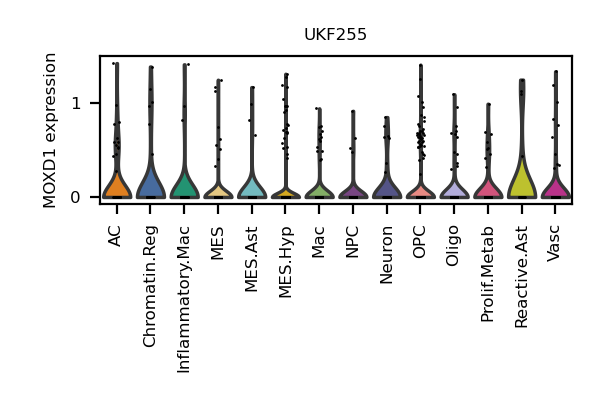 UKF255
MOXD1 expression
1
0
AC
Chromatin.Reg
Inflammatory.Mac
MES
MES.Ast
MES.Hyp
Mac
NPC
Neuron
OPC
Oligo
Prolif.Metab
Reactive.Ast
Vasc